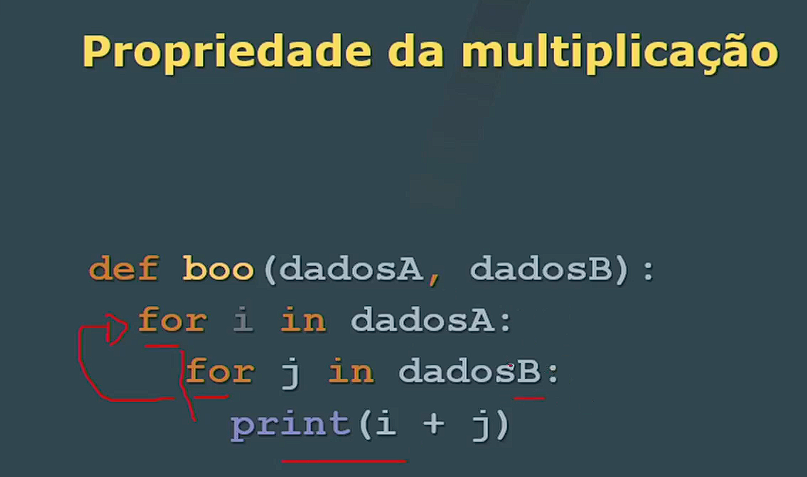 Propriedade da multiplicação
def boo(dadosA, dadosB):
for i in dadosA:
for j in dadosB:
print(i + j)